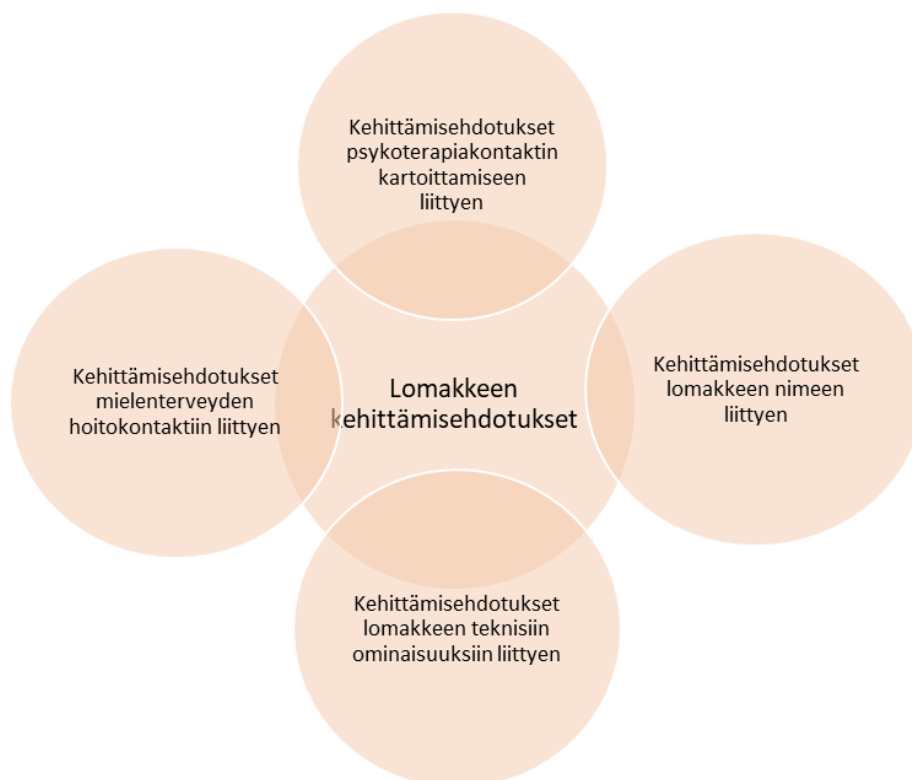 Kehittämisehdotukset
psykoterapiakontaktin
kartoittamiseen
liittyen
Kehittämisehdotukset
mielenterveyden
hoitokontaktiin liittyen
Lomakkeen
kehittämisehdotukset
Kehittämisehdotukset
lomakkeen nimeen
liittyen
Kehittämisehdotukset
lomakkeen teknisiin
ominaisuuksiin liittyen